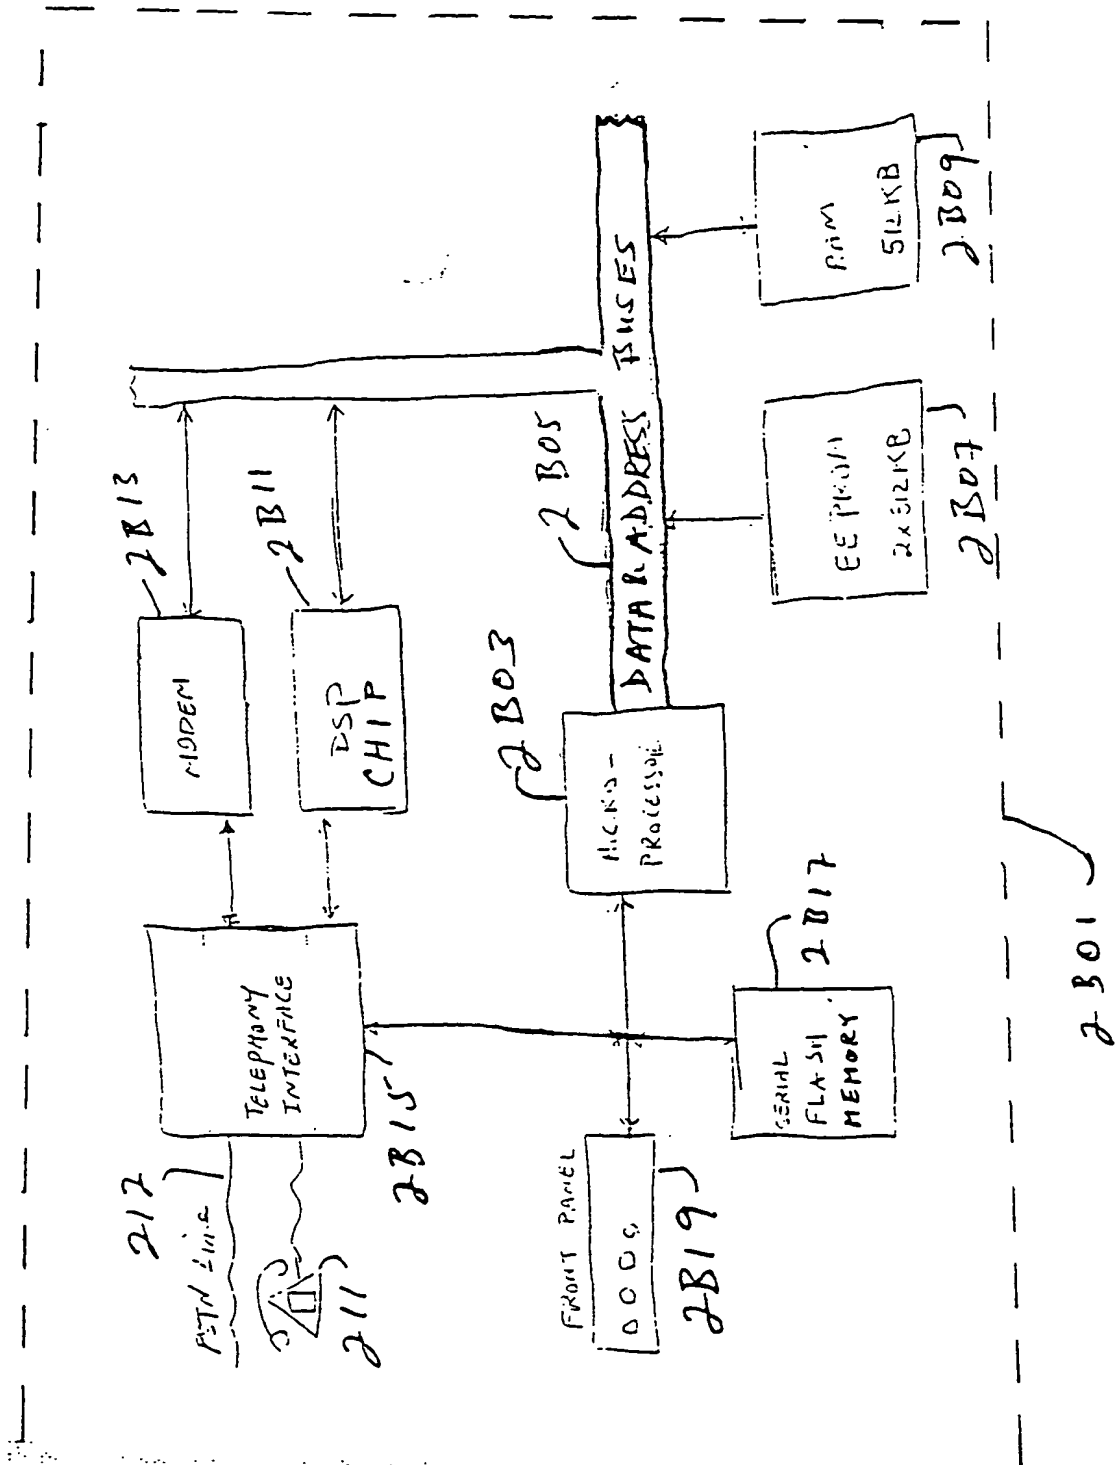 212
PSTN Line
211
TELEPHONY
INTERFACE
2B15
MODEM
2B13
DSP
CHIP
2B11
FRONT PANEL
2B19
SERIAL
FLASH
MEMORY
2B17
MICRO-
PROCESSOR
2B03
DATA & ADDRESS BUSES
2B05
EEPROM
2x512KB
2B07
RAM
512KB
2B09
2B01